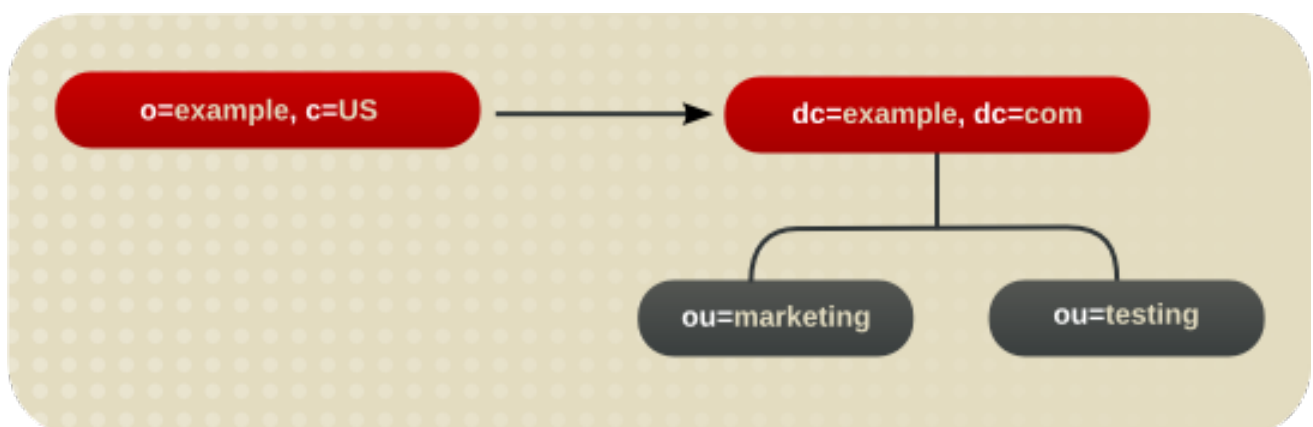 o=example, c=US
dc=example, dc=com
ou=marketing
ou=testing